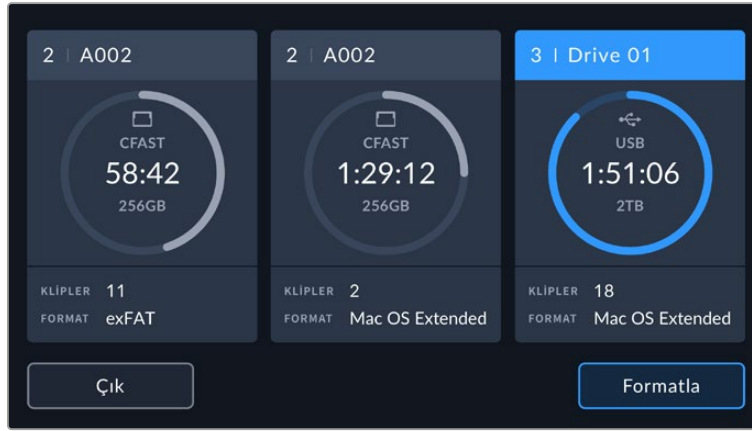 2 | A002
CFAST
58:42
256GB
KLİPLER 11
FORMAT exFAT
2 | A002
CFAST
1:29:12
256GB
KLİPLER 2
FORMAT Mac OS Extended
3 | Drive 01
USB
1:51:06
2TB
KLİPLER 18
FORMAT Mac OS Extended
Çık
Formatla